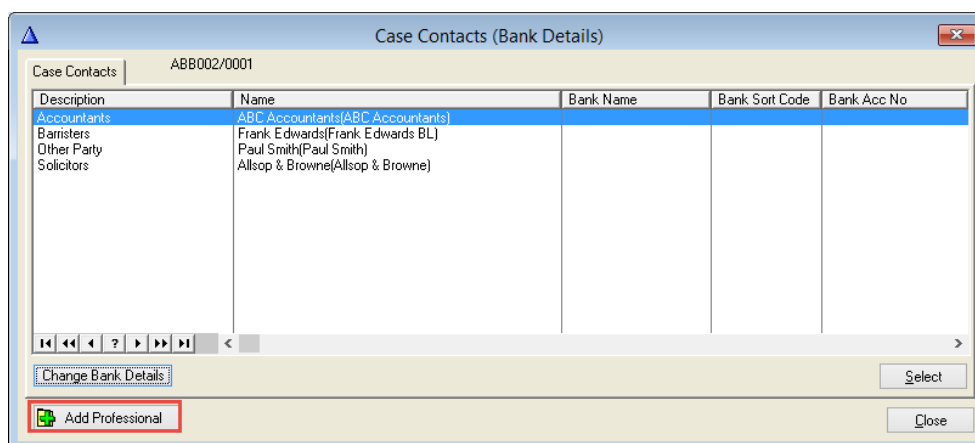 Case Contacts (Bank Details)
Case Contacts ABB002/0001
Description Name Bank Name Bank Sort Code Bank Acc No
Accountants ABC Accountants(ABC Accountants)
Barristers Frank Edwards(Frank Edwards BL)
Other Party Paul Smith(Paul Smith)
Solicitors Allsop & Browne(Allsop & Browne)
?
Change Bank Details Select
Add Professional Close